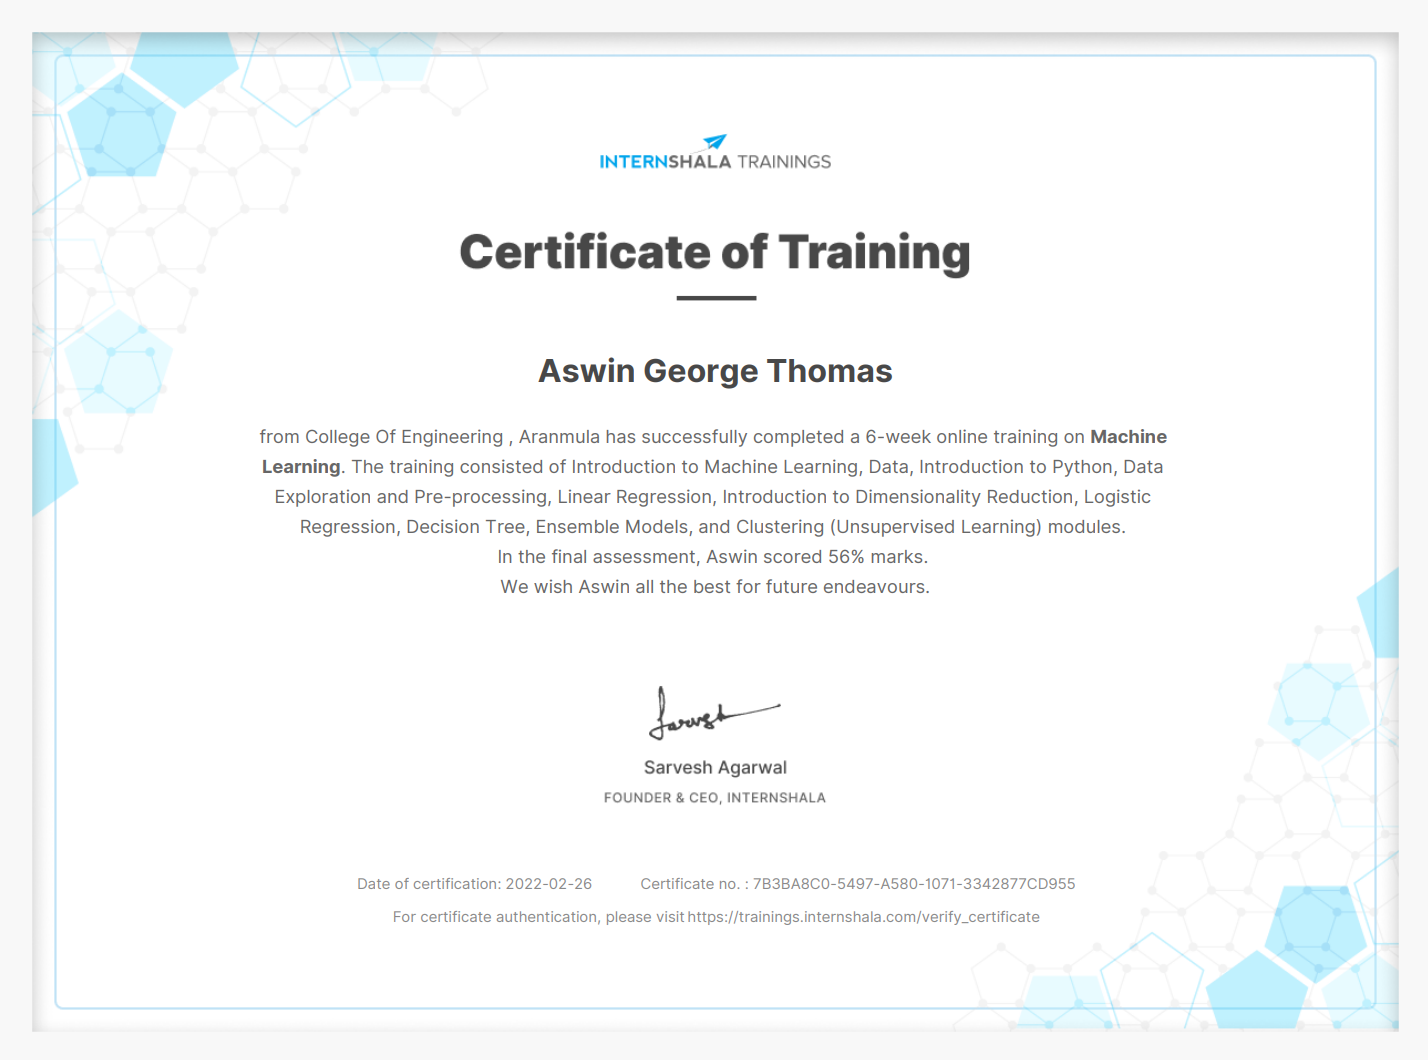 INTERNSHALA TRAININGS
Certificate of Training
Aswin George Thomas
from College Of Engineering , Aranmula has successfully completed a 6-week online training on Machine
Learning. The training consisted of Introduction to Machine Learning, Data, Introduction to Python, Data
Exploration and Pre-processing, Linear Regression, Introduction to Dimensionality Reduction, Logistic
Regression, Decision Tree, Ensemble Models, and Clustering (Unsupervised Learning) modules.
In the final assessment, Aswin scored 56% marks.
We wish Aswin all the best for future endeavours.
Sarvesh
Sarvesh Agarwal
FOUNDER & CEO, INTERNSHALA
Date of certification: 2022-02-26 Certificate no. : 7B3BA8C0-5497-A580-1071-3342877CD955
For certificate authentication, please visit https://trainings.internshala.com/verify_certificate